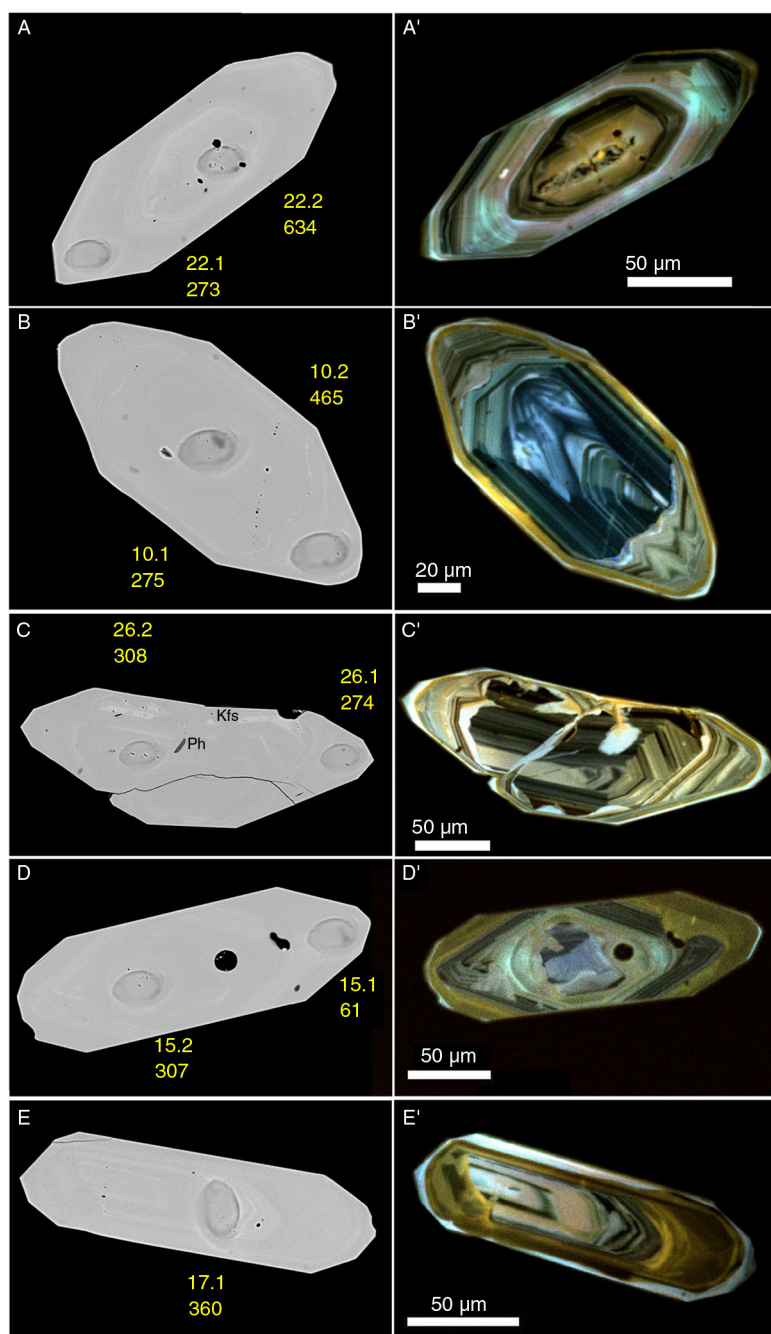 A
A'
22.2
634
22.1
273
50 µm
B
B'
10.2
465
10.1
275
20 µm
C
C'
26.2
308
26.1
274
Kfs
Ph
50 µm
D
D'
15.1
61
15.2
307
50 µm
E
E'
17.1
360
50 µm